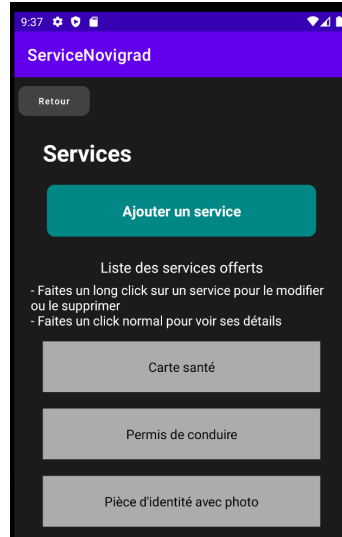 9:37
ServiceNovigrad
Retour
Services
Ajouter un service
Liste des services offerts
- Faites un long click sur un service pour le modifier
ou le supprimer
- Faites un click normal pour voir ses détails
Carte santé
Permis de conduire
Pièce d'identité avec photo